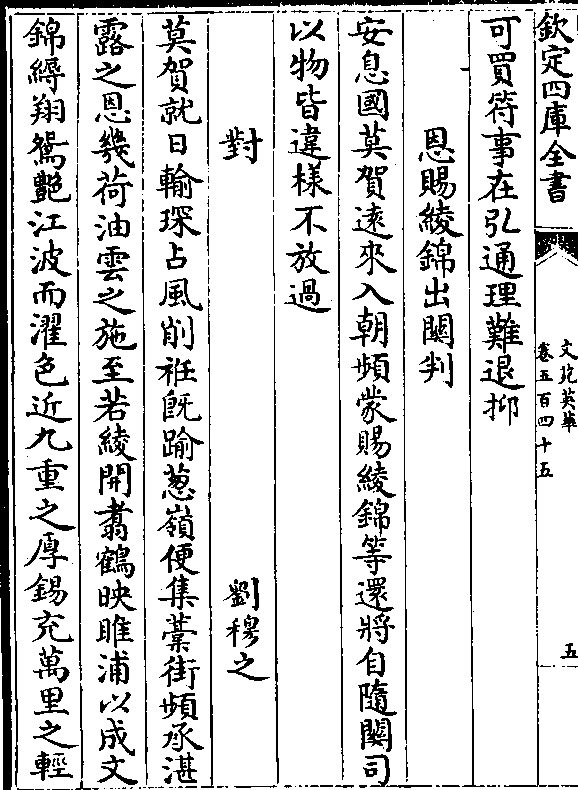 欽定四庫全書
文苑英華
卷五百四十五
五
可買符事在弘通理難退抑
恩賜綾錦出關判
安息國莫賀遠來入朝頻蒙賜綾錦等還將自隨關司
以物皆違樣不放過
對
劉穆之
莫賀就日輸琛占風削袵既踰葱嶺便集藁街頻承湛
露之恩幾荷油雲之施至若綾開翥鶴映睢浦以成文
錦縟翔鴛艷江波而濯色近九重之厚錫充萬里之輕